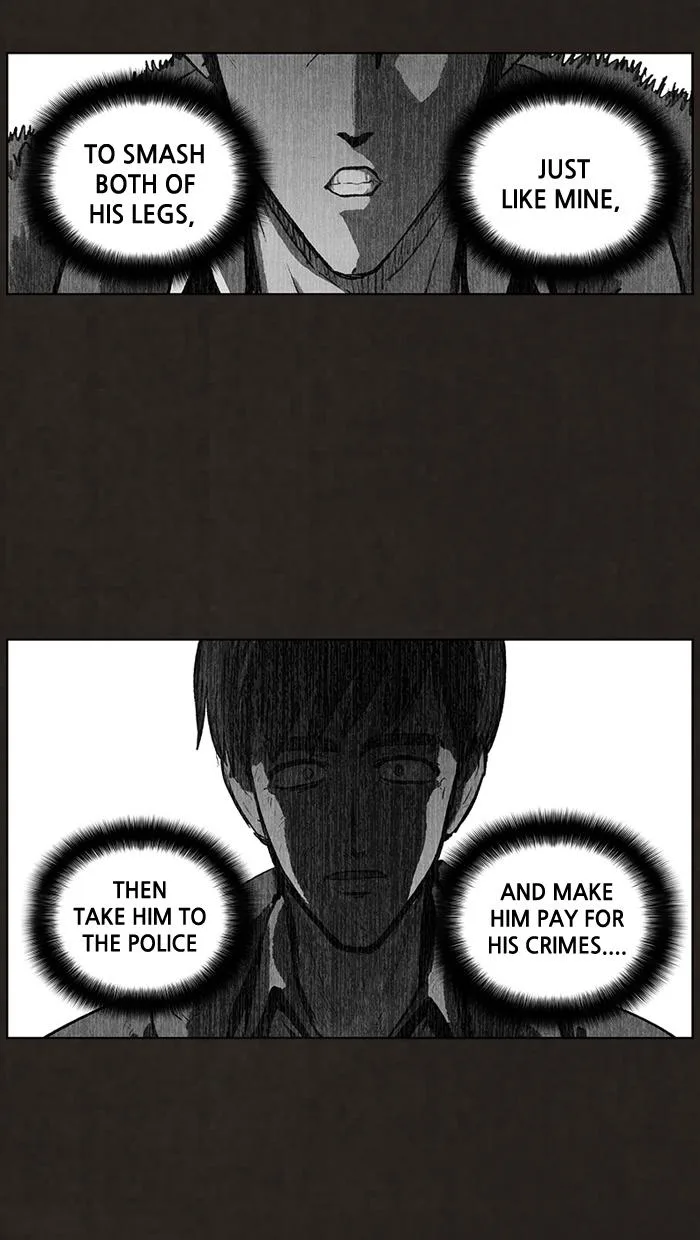 TO SMASH
BOTH OF
HIS LEGS,
JUST
LIKE MINE,
THEN
TAKE HIM TO
THE POLICE
AND MAKE
HIM PAY FOR
HIS CRIMES....